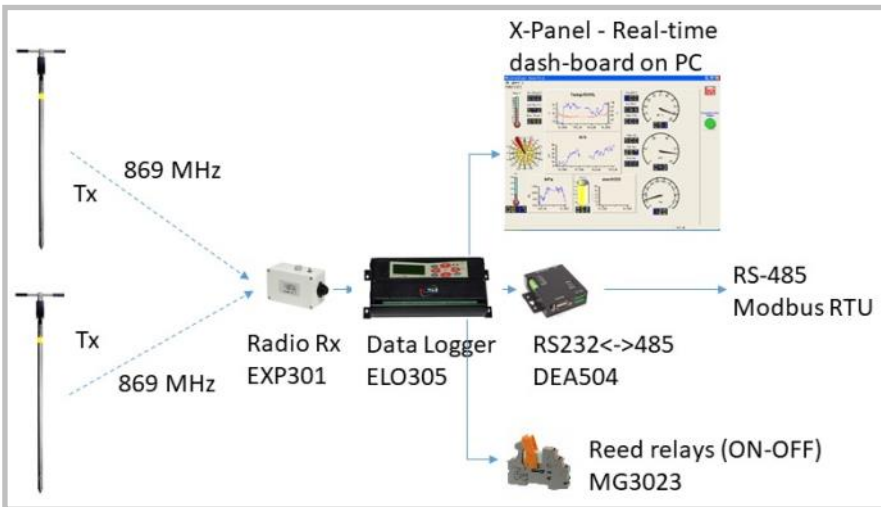 X-Panel - Real-time
dash-board on PC
869 MHz
Tx
Tx
869 MHz
Radio Rx
EXP301
Data Logger
ELO305
RS232<->485
DEA504
RS-485
Modbus RTU
Reed relays (ON-OFF)
MG3023